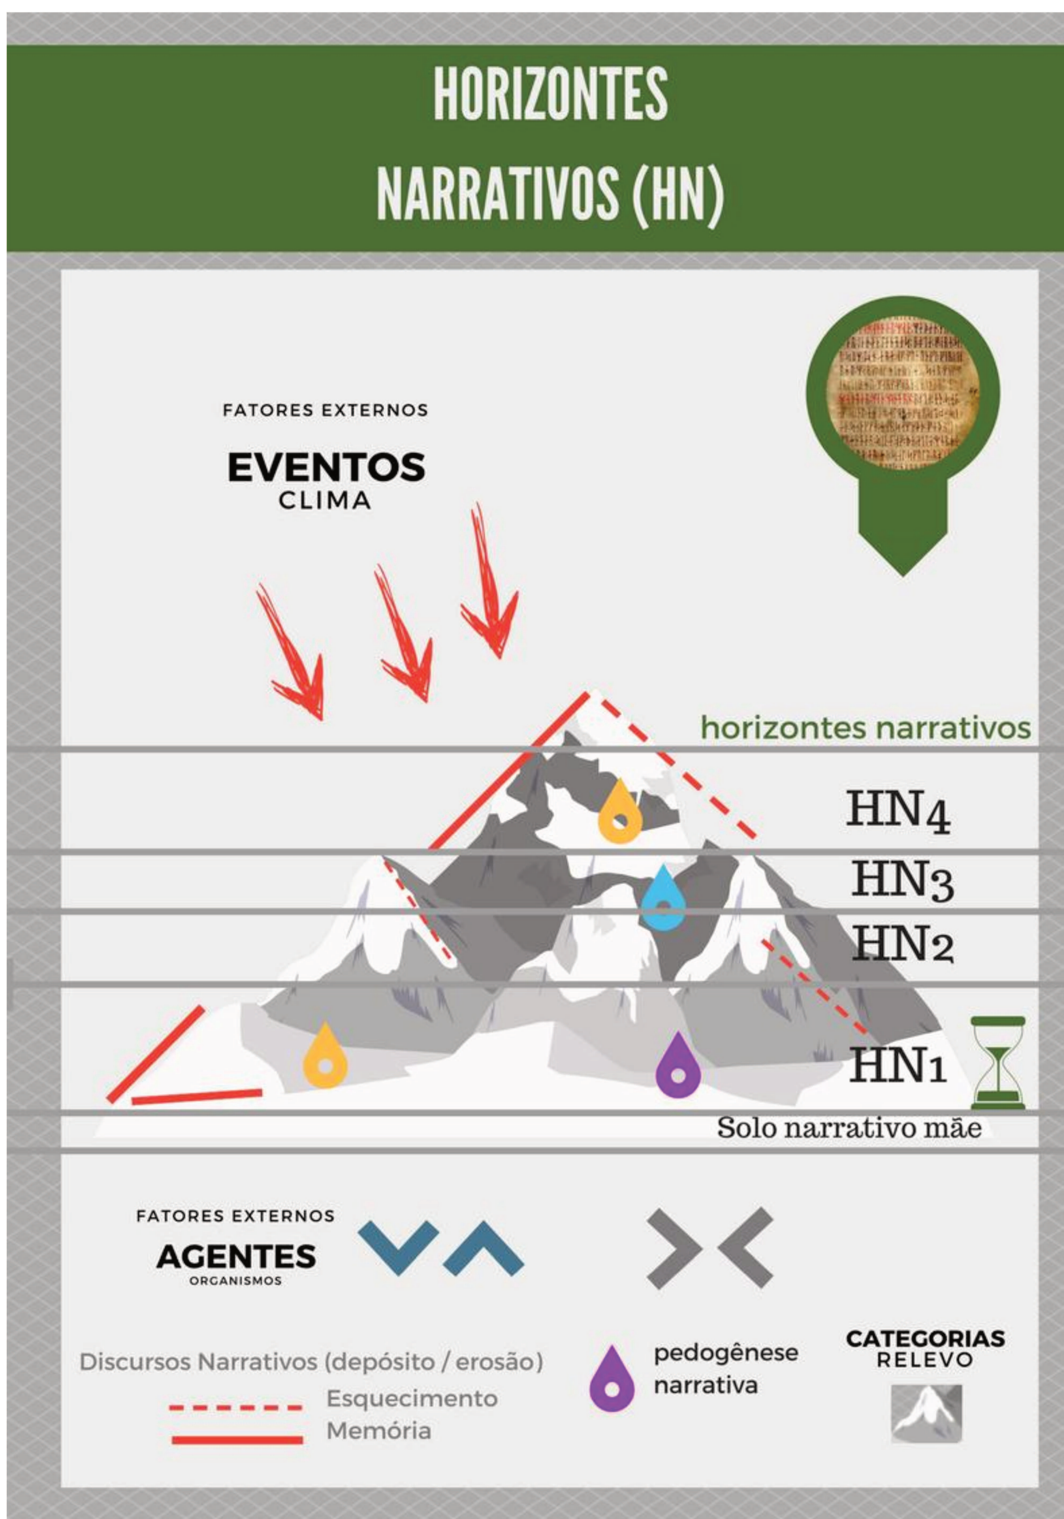 HORIZONTES
NARRATIVOS (HN)
FATORES EXTERNOS
EVENTOS
CLIMA
horizontes narrativos
HN4
HN3
HN2
HN1
Solo narrativo mãe
FATORES EXTERNOS
AGENTES
ORGANISMOS
Discursos Narrativos (depósito / erosão)
Esquecimento
Memória
pedogênese
narrativa
CATEGORIAS
RELEVO